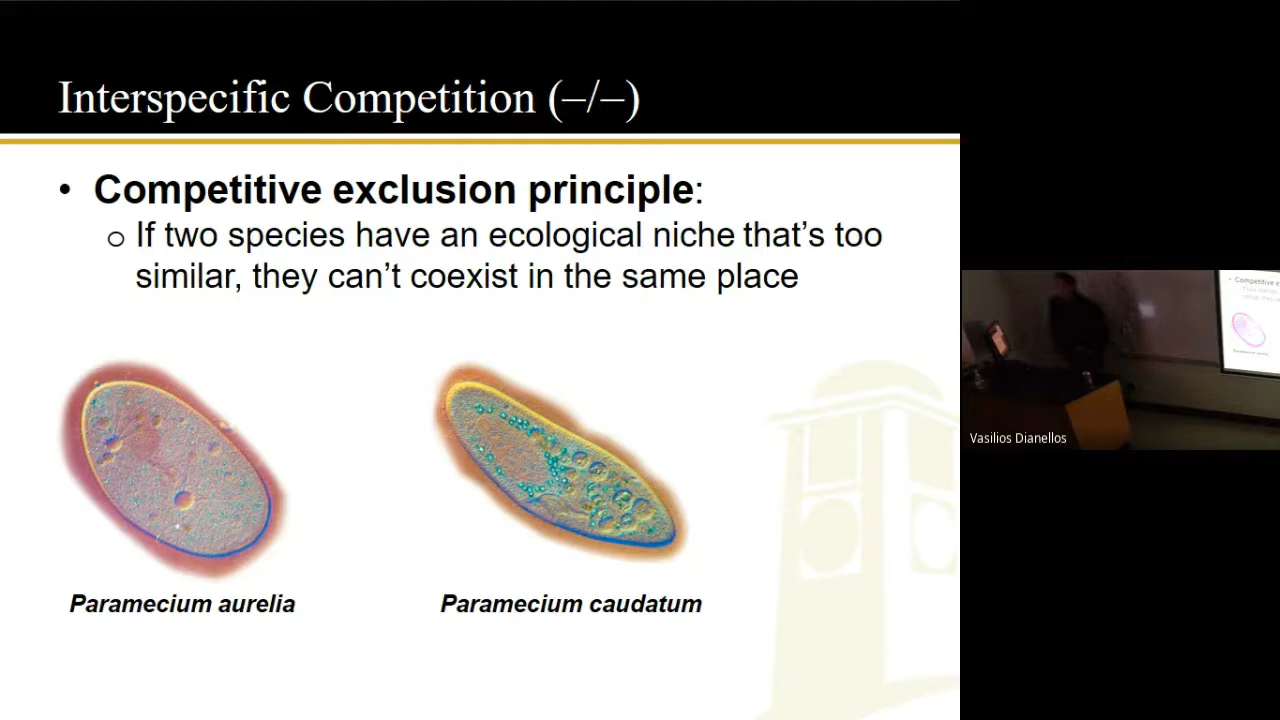 Interspecific Competition (–/–)
• Competitive exclusion principle:
o If two species have an ecological niche that’s too
similar, they can’t coexist in the same place
Paramecium aurelia
Paramecium caudatum
Competitive e
Vasilios Dianellos